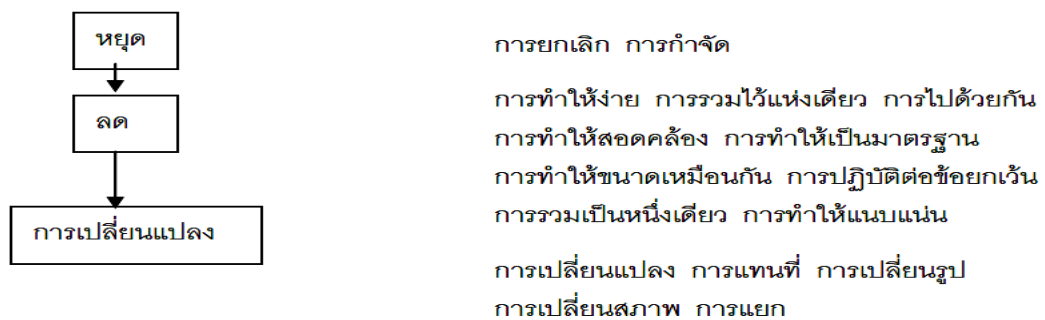 หยุด
การยกเลิก การกำจัด
ลด
การทำให้ง่าย การรวมไว้แห่งเดียว การไปด้วยกัน
การทำให้สอดคล้อง การทำให้เป็นมาตรฐาน
การทำให้ขนาดเหมือนกัน การปฏิบัติต่อข้อยกเว้น
การรวมเป็นหนึ่งเดียว การทำให้แนบแน่น
การเปลี่ยนแปลง
การเปลี่ยนแปลง การแทนที่ การเปลี่ยนรูป
การเปลี่ยนสภาพ การแยก